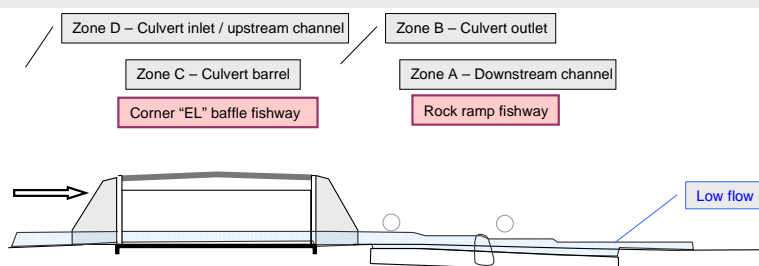 Zone D – Culvert inlet / upstream channel
Zone B – Culvert outlet
Zone C – Culvert barrel
Zone A – Downstream channel
Corner “EL” baffle fishway
Rock ramp fishway
Low flow